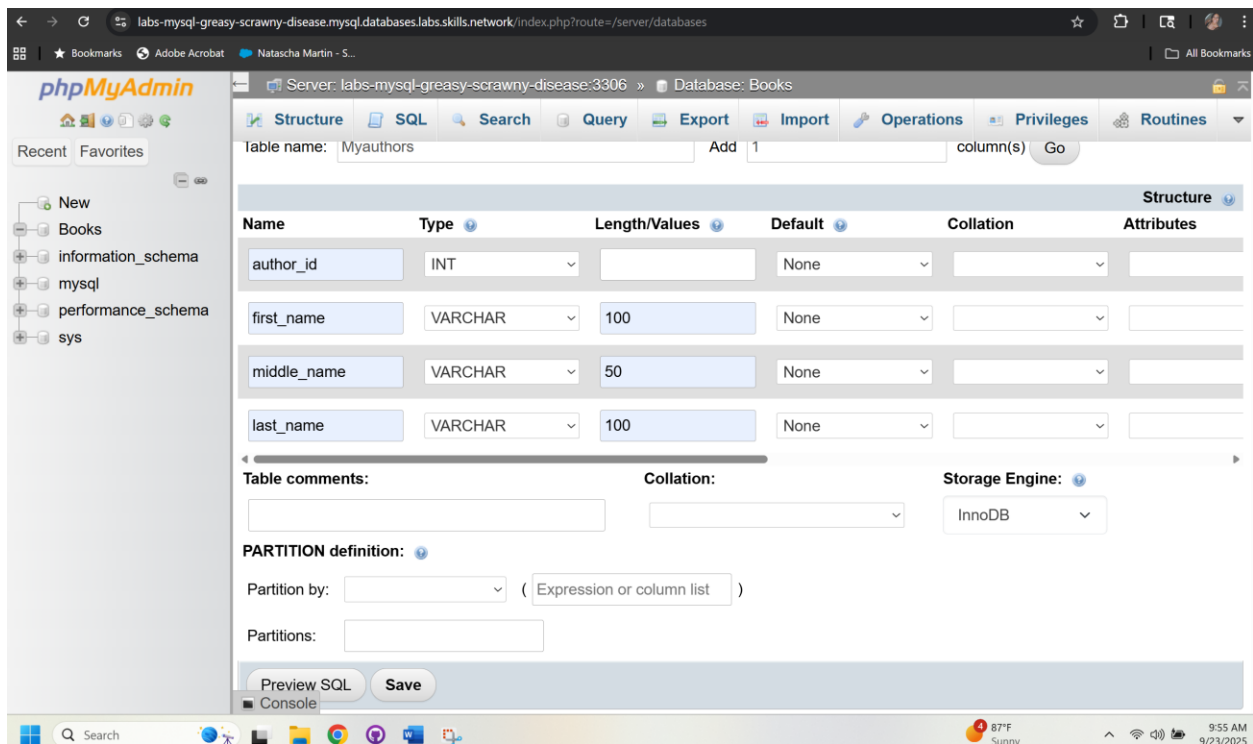 labs-mysql-greasy-scrawny-disease.mysql.databases.labs.skills.network/index.php?route=/server/databases
Bookmarks Adobe Acrobat Natascha Martin - S... All Bookmarks
phpMyAdmin
Server: labs-mysql-greasy-scrawny-disease:3306 » Database: Books
Structure SQL Search Query Export Import Operations Privileges Routines
Recent Favorites
Table name: Myauthors Add 1 column(s) Go
New
Books
information_schema
mysql
performance_schema
sys
Structure
Name Type Length/Values Default Collation Attributes
author_id INT None
first_name VARCHAR 100 None
middle_name VARCHAR 50 None
last_name VARCHAR 100 None
Table comments: Collation: Storage Engine:
InnoDB
PARTITION definition:
Partition by: ( Expression or column list )
Partitions:
Preview SQL Save
Console
Search
4 87°F
Sunny
9:55 AM
9/23/2025